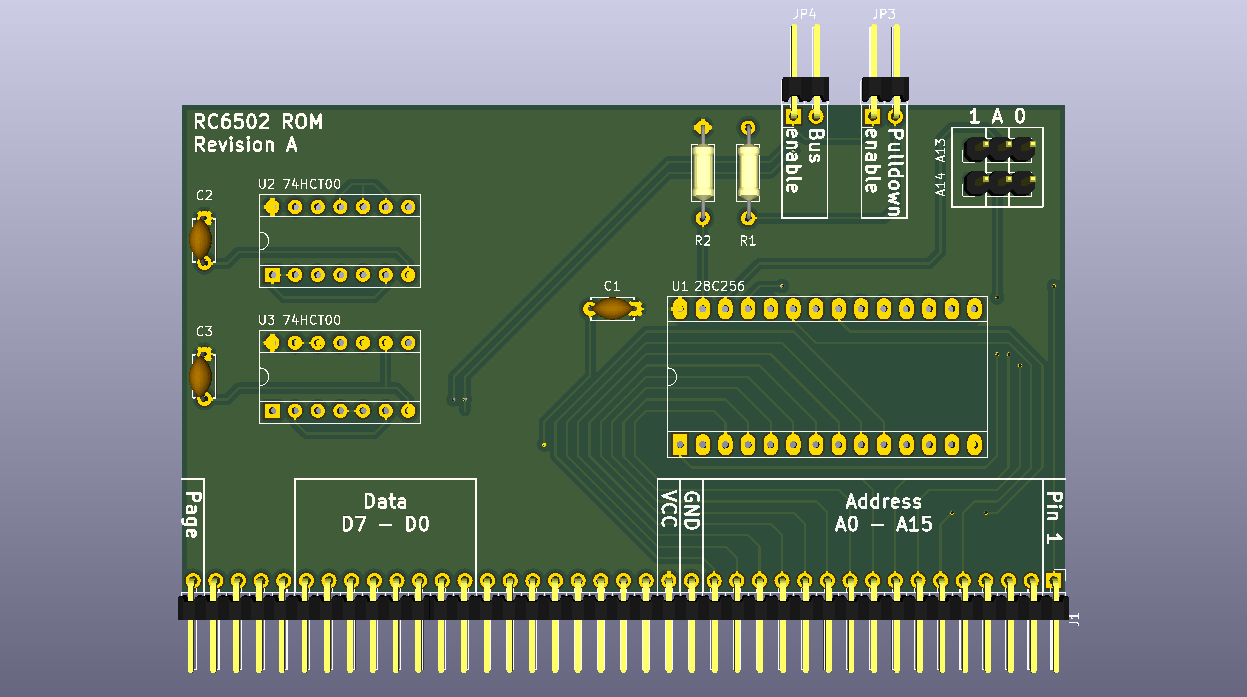 JP4
JP3
RC6502 ROM
Revision A
enable
Bus
enable
Pulldown
1 A 0
A13
A14
C2
U2 74HCT00
R2
R1
C1
U1 28C256
C3
U3 74HCT00
Page
Data
D7 – D0
VCC
GND
Address
A0 – A15
Pin 1
J1